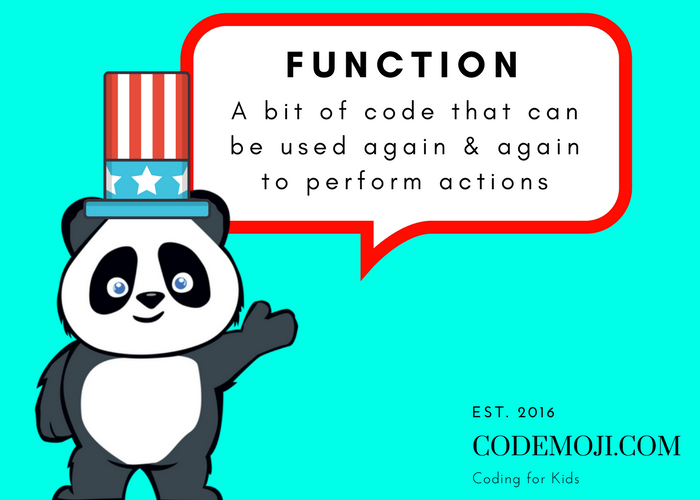 FUNCTION
A bit of code that can
be used again & again
to perform actions
EST. 2016
CODEMOJI.COM
Coding for Kids